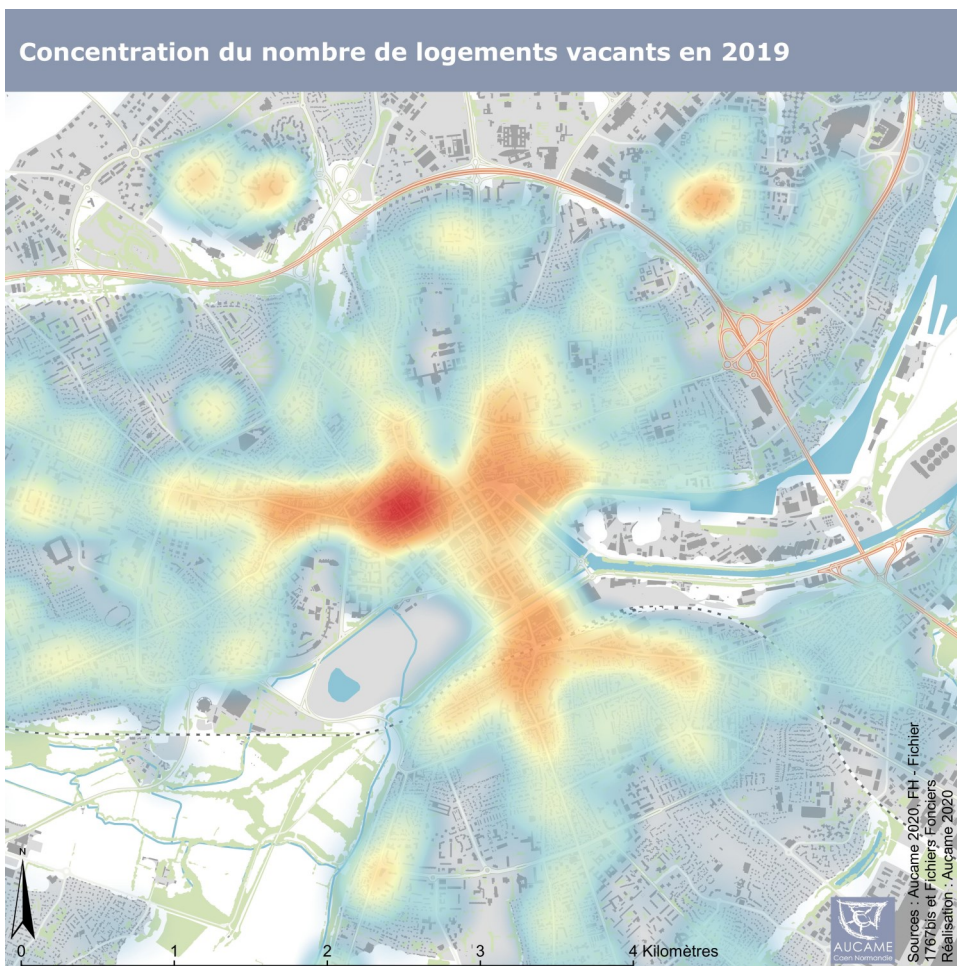 Concentration du nombre de logements vacants en 2019
N
0 1 2 3 4 Kilomètres
AUCAME
Caen Normandie
Sources : Aucame 2020, FH - Fichier
1767bis et Fichiers Fonciers
Réalisation : Aucame 2020